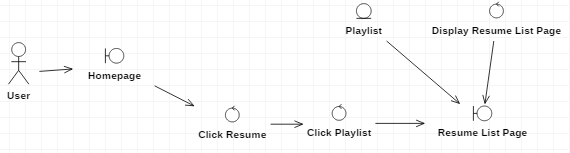 Playlist
Display Resume List Page
Homepage
User
Click Resume
Click Playlist
Resume List Page